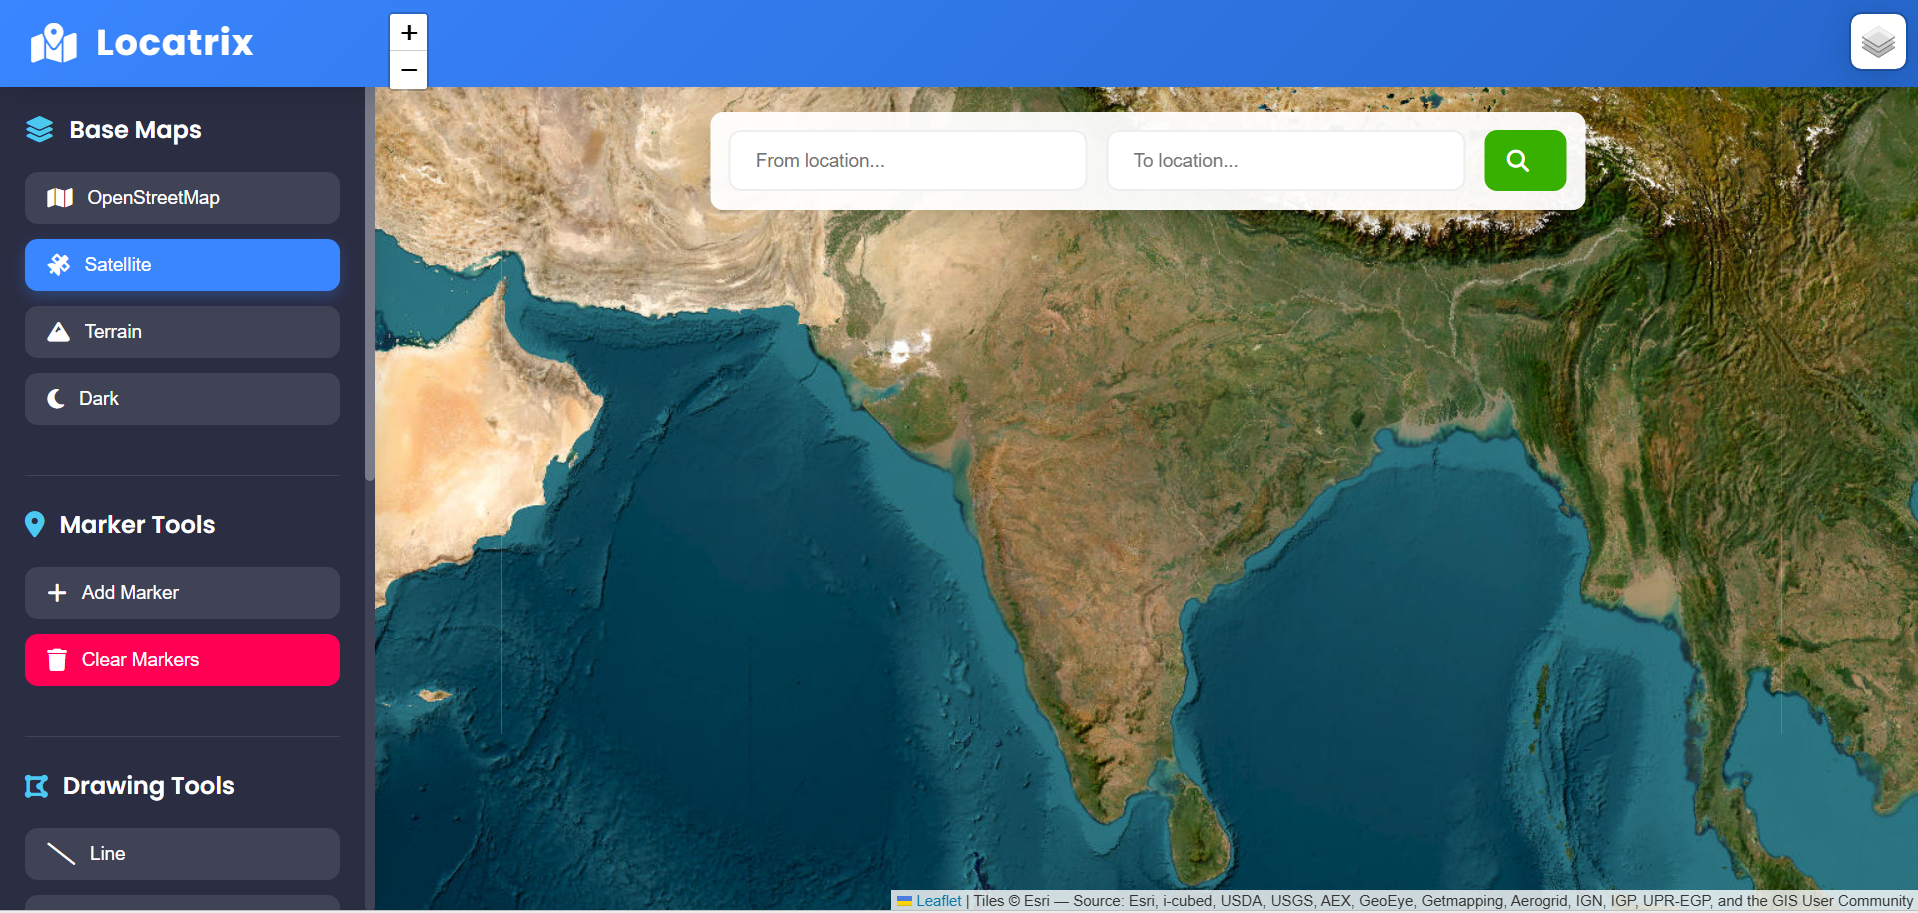 Locatrix
+
−
Base Maps
OpenStreetMap
Satellite
Terrain
Dark
Marker Tools
Add Marker
Clear Markers
Drawing Tools
Line
From location...
To location...
Leaflet | Tiles © Esri — Source: Esri, i-cubed, USDA, USGS, AEX, GeoEye, Getmapping, Aerogrid, IGN, IGP, UPR-EGP, and the GIS User Community